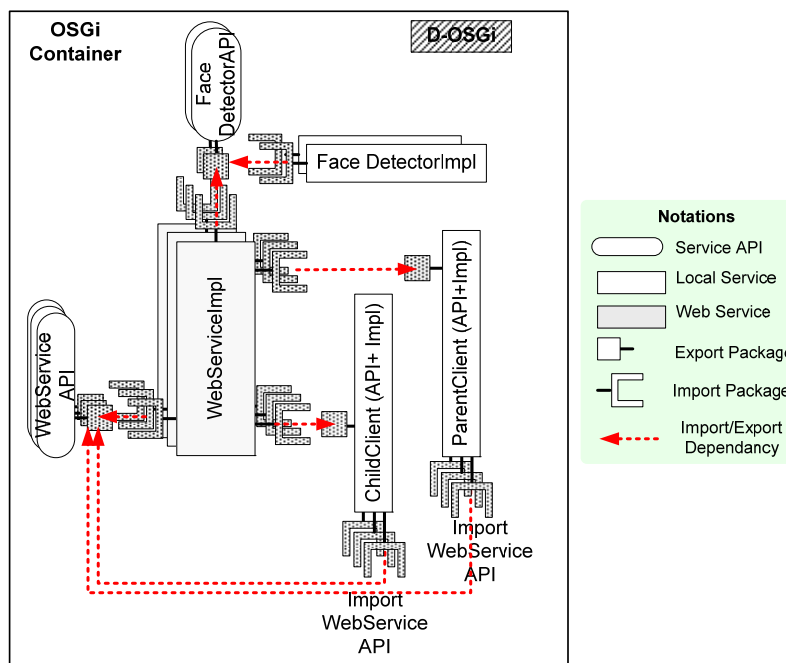 OSGi
Container
D-OSGi
Face
DetectorAPI
Face DetectorImpl
WebServiceImpl
WebService
API
ChildClient (API+ Impl)
ParentClient (API+Impl)
Import
WebService
API
Import
WebService
API
Notations
Service API
Local Service
Web Service
Export Package
Import Package
Import/Export
Dependancy